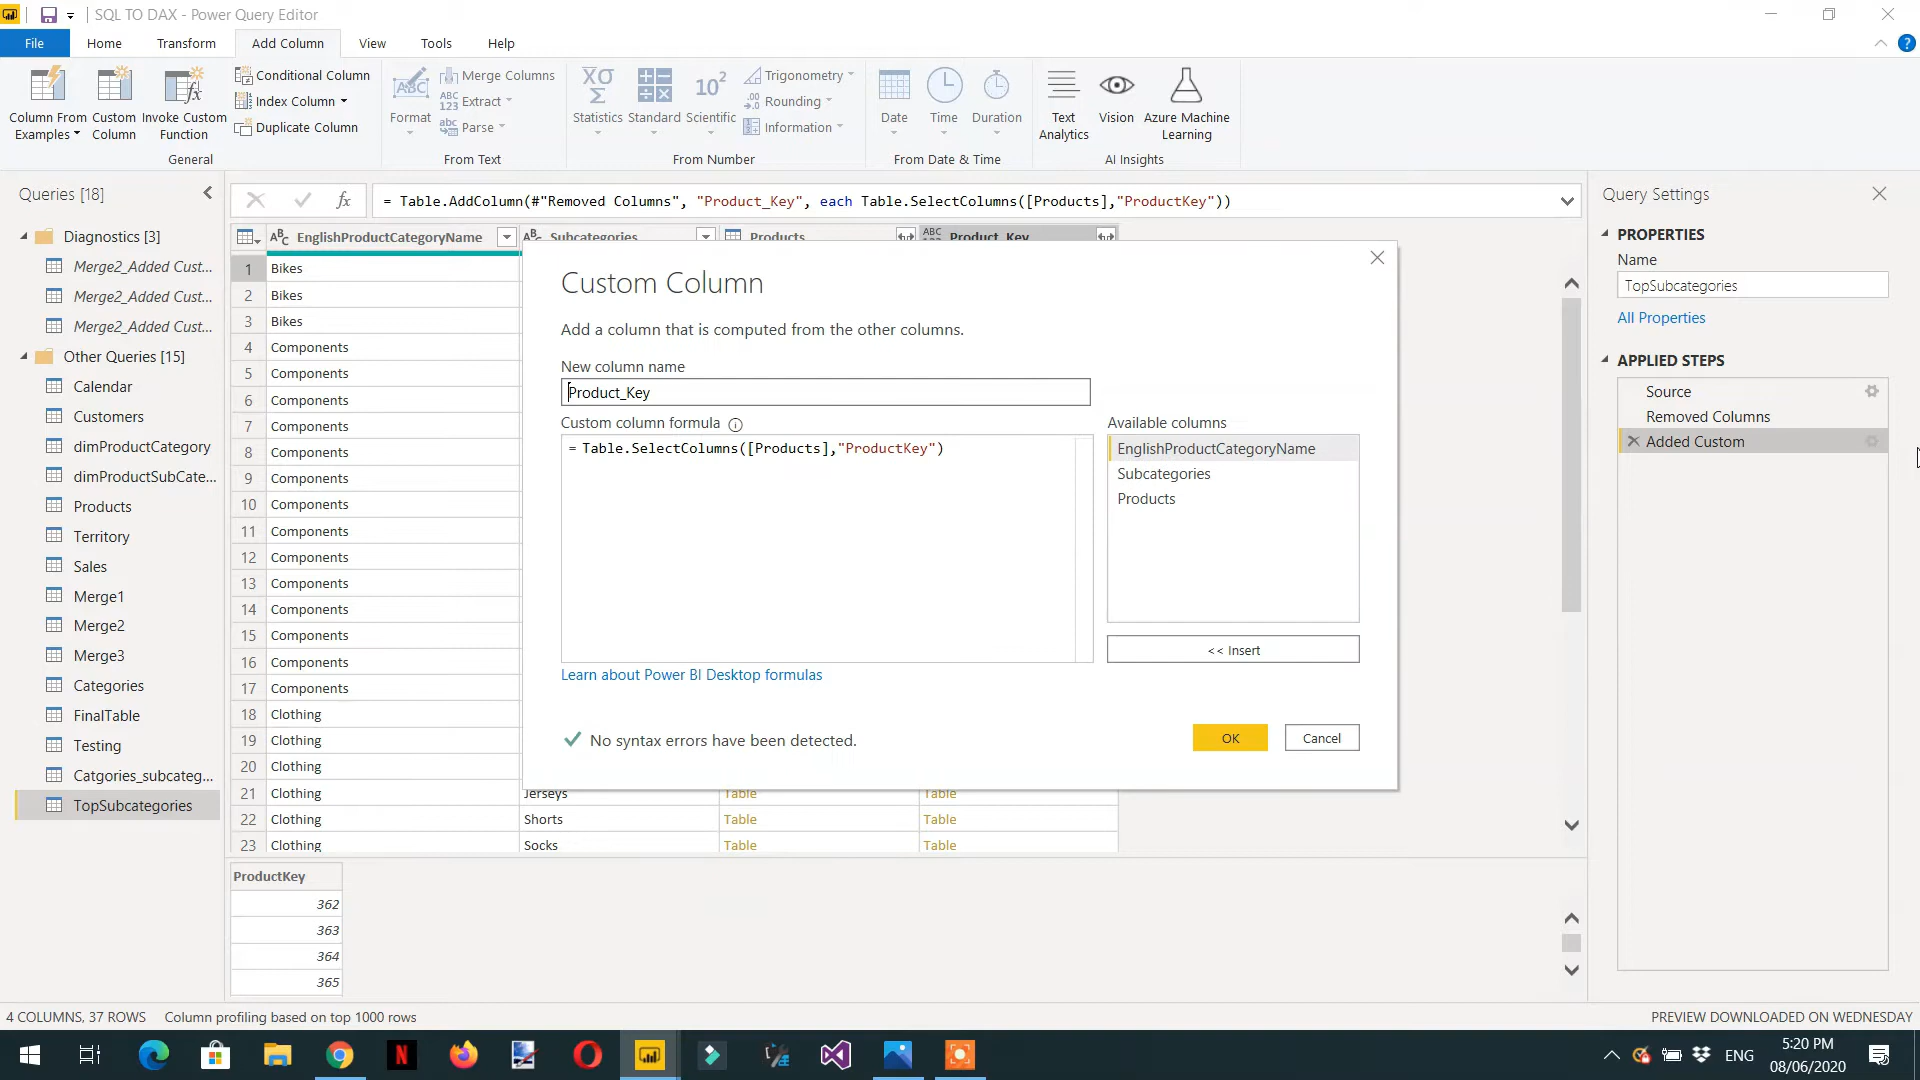 SQL TO DAX - Power Query Editor
File
Home
Transform
Add Column
View
Tools
Help
Column From
Examples
Custom
Column
Invoke Custom
Function
Conditional Column
Index Column
Duplicate Column
General
ABC
Format
Merge Columns
ABC
123
Extract
abc
Parse
From Text
XΟ
Σ
Statistics
Standard
10²
Scientific
Trigonometry
.00
Rounding
Information
From Number
Date
Time
Duration
From Date & Time
Text
Analytics
Vision
Azure Machine
Learning
AI Insights
Queries [18]
fx
= Table.AddColumn(#"Removed Columns", "Product_Key", each Table.SelectColumns([Products],"ProductKey"))
Diagnostics [3]
Merge2_Added Cust...
Merge2_Added Cust...
Merge2_Added Cust...
Other Queries [15]
Calendar
Customers
dimProductCategory
dimProductSubCate...
Products
Territory
Sales
Merge1
Merge2
Merge3
Categories
FinalTable
Testing
Catgories_subcateg...
TopSubcategories
ABC EnglishProductCategoryName
Subcategories
Products
ABC
123
Product_Key
1 Bikes
2 Bikes
3 Bikes
4 Components
5 Components
6 Components
7 Components
8 Components
9 Components
10 Components
11 Components
12 Components
13 Components
14 Components
15 Components
16 Components
17 Components
18 Clothing
19 Clothing
20 Clothing
21 Clothing Jerseys Table Table
22 Clothing Shorts Table Table
23 Clothing Socks Table Table
Custom Column
Add a column that is computed from the other columns.
New column name
Product_Key
Custom column formula
= Table.SelectColumns([Products],"ProductKey")
Available columns
EnglishProductCategoryName
Subcategories
Products
<< Insert
Learn about Power BI Desktop formulas
No syntax errors have been detected.
OK
Cancel
ProductKey
362
363
364
365
Query Settings
PROPERTIES
Name
TopSubcategories
All Properties
APPLIED STEPS
Source
Removed Columns
Added Custom
4 COLUMNS, 37 ROWS
Column profiling based on top 1000 rows
PREVIEW DOWNLOADED ON WEDNESDAY
ENG
5:20 PM
08/06/2020